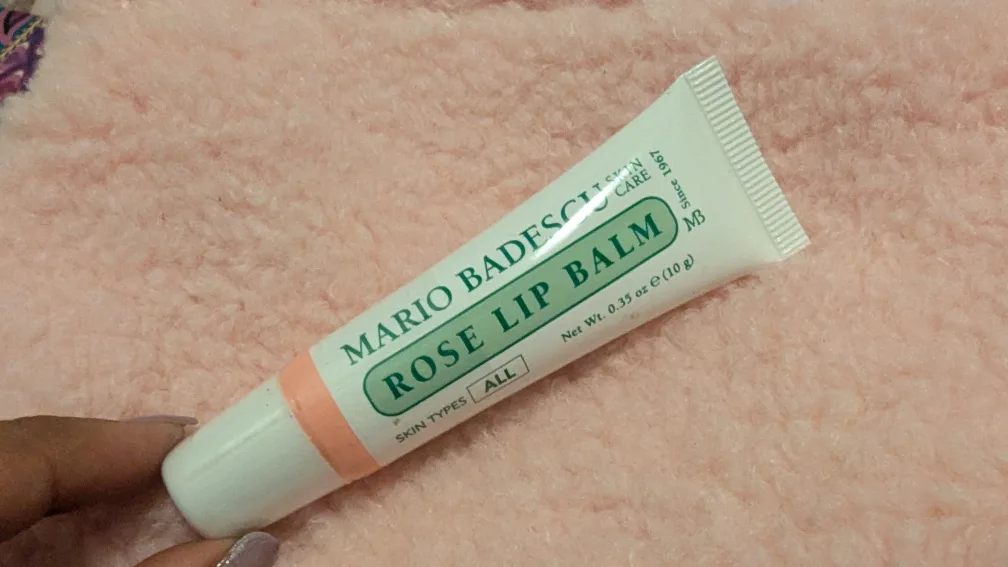 MARIO BADESCU SKIN CARE
Since 1967
MB
ROSE LIP BALM
Net Wt. 0.35 oz e (10 g)
SKIN TYPES ALL